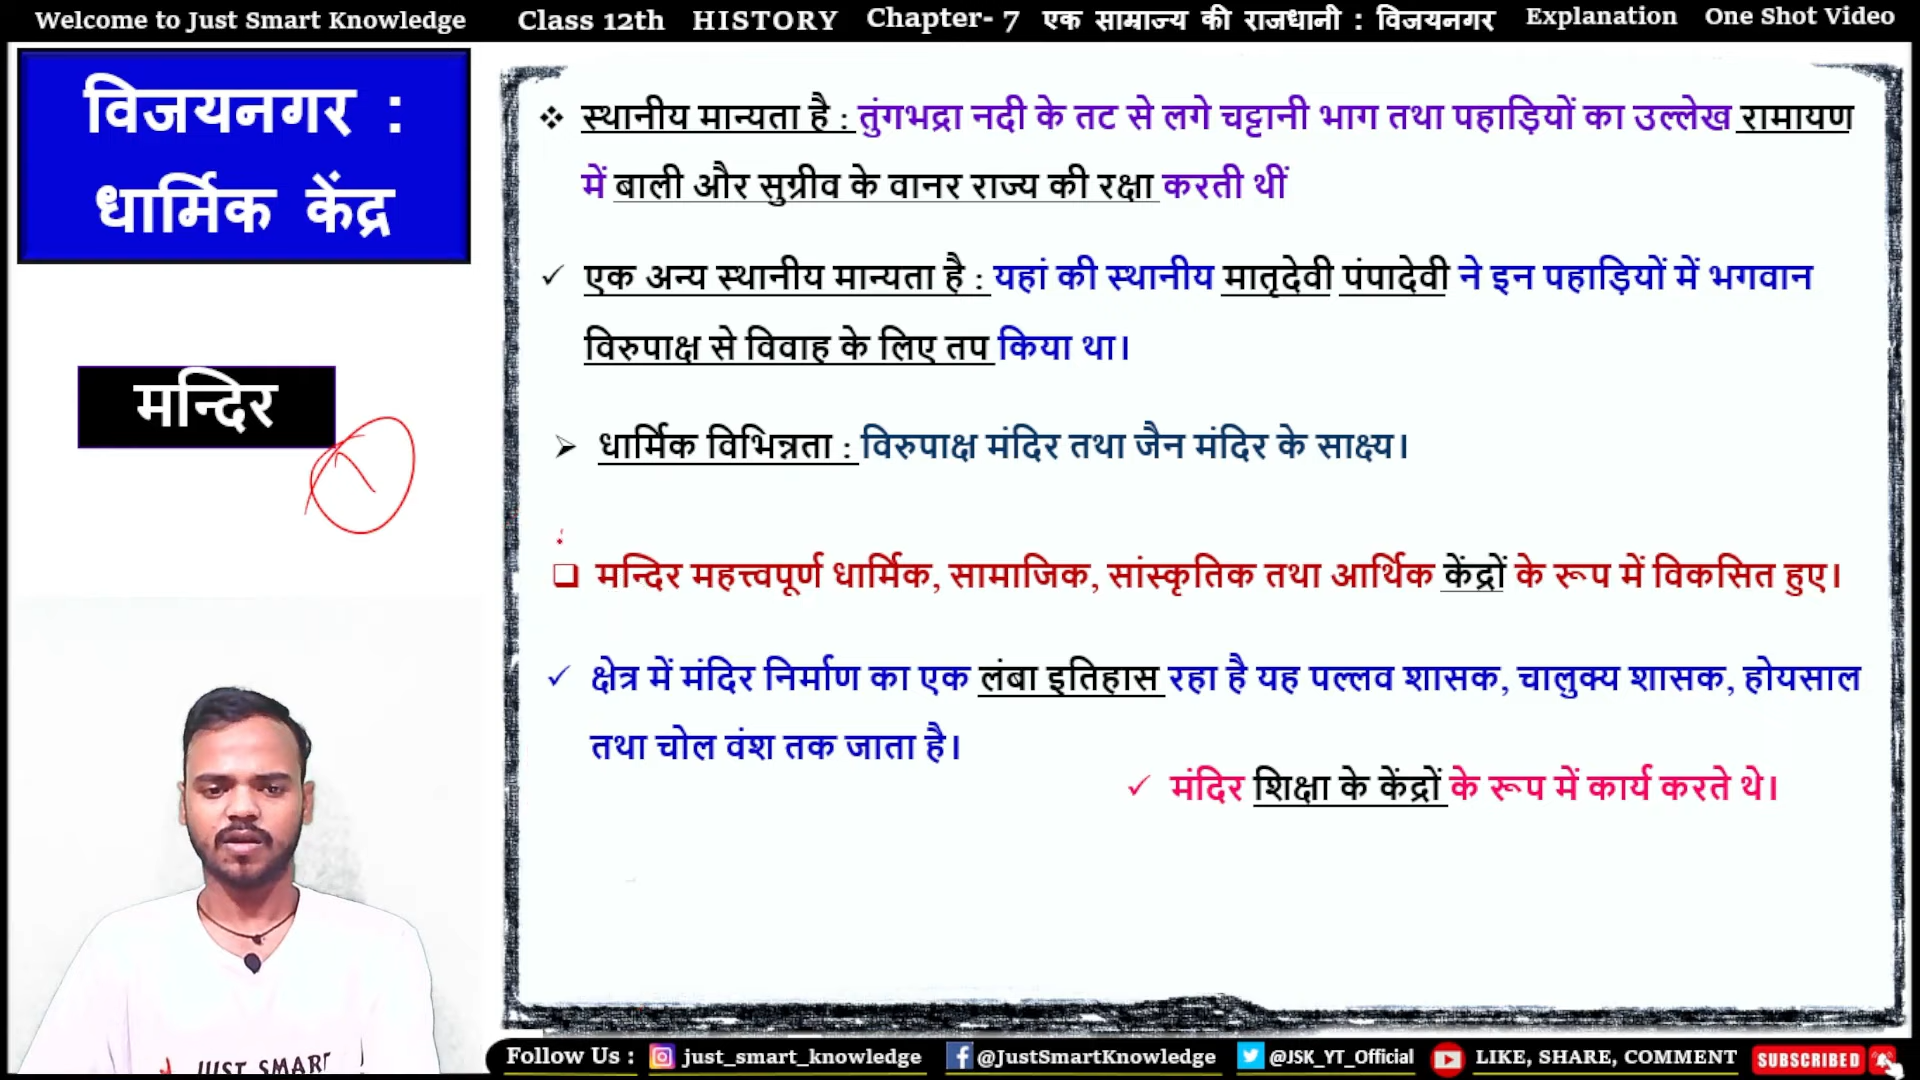 Welcome to Just Smart Knowledge Class 12th HISTORY Chapter- 7 एक साम्राज्य की राजधानी : विजयनगर Explanation One Shot Video
विजयनगर :
धार्मिक केंद्र
मन्दिर
❖ स्थानीय मान्यता है : तुंगभद्रा नदी के तट से लगे चट्टानी भाग तथा पहाड़ियों का उल्लेख रामायण
में बाली और सुग्रीव के वानर राज्य की रक्षा करती थीं
✓ एक अन्य स्थानीय मान्यता है : यहां की स्थानीय मातृदेवी पंपादेवी ने इन पहाड़ियों में भगवान
विरुपाक्ष से विवाह के लिए तप किया था।
➢ धार्मिक विभिन्नता : विरुपाक्ष मंदिर तथा जैन मंदिर के साक्ष्य।
❑ मन्दिर महत्त्वपूर्ण धार्मिक, सामाजिक, सांस्कृतिक तथा आर्थिक केंद्रों के रूप में विकसित हुए।
✓ क्षेत्र में मंदिर निर्माण का एक लंबा इतिहास रहा है यह पल्लव शासक, चालुक्य शासक, होयसाल
तथा चोल वंश तक जाता है।
✓ मंदिर शिक्षा के केंद्रों के रूप में कार्य करते थे।
JUST SMART
Follow Us : just_smart_knowledge @JustSmartKnowledge @JSK_YT_Official LIKE, SHARE, COMMENT SUBSCRIBED